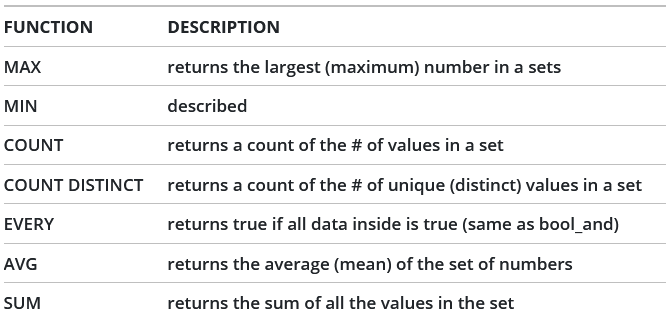 FUNCTION DESCRIPTION
MAX returns the largest (maximum) number in a sets
MIN described
COUNT returns a count of the # of values in a set
COUNT DISTINCT returns a count of the # of unique (distinct) values in a set
EVERY returns true if all data inside is true (same as bool_and)
AVG returns the average (mean) of the set of numbers
SUM returns the sum of all the values in the set